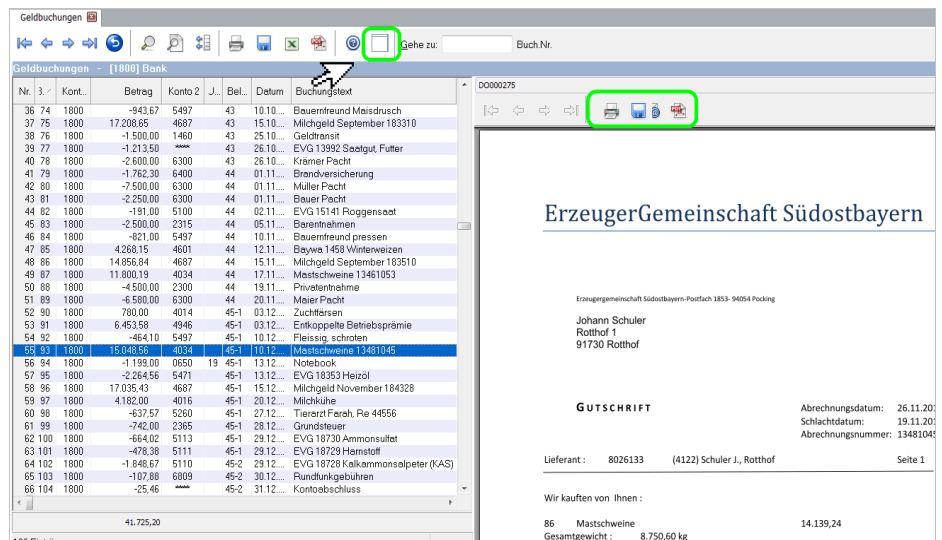 Geldbuchungen
Gehe zu: Buch.Nr.
Geldbuchungen - [1800] Bank
Nr. 3. Kont... Betrag Konto 2 J... Bel... Datum Buchungstext
36 74 1800 -943,67 5497 43 10.10.... Bauernfreund Maisdrusch
37 75 1800 17.208,65 4687 43 15.10.... Milchgeld September 183310
38 76 1800 -1.500,00 1460 43 25.10.... Geldtransit
39 77 1800 -1.213,50 **** 43 26.10.... EVG 13992 Saatgut, Futter
40 78 1800 -2.600,00 6300 43 26.10.... Krämer Pacht
41 79 1800 -1.762,30 6400 44 01.11.... Brandversicherung
42 80 1800 -7.500,00 6300 44 01.11.... Müller Pacht
43 81 1800 -2.250,00 6300 44 01.11.... Bauer Pacht
44 82 1800 -191,00 5100 44 02.11.... EVG 15141 Roggensaat
45 83 1800 -2.500,00 2315 44 05.11.... Barentnahmen
46 84 1800 -821,00 5497 44 10.11.... Bauernfreund pressen
47 85 1800 4.268,15 4601 44 12.11.... Baywa 1458 Winterweizen
48 86 1800 14.856,84 4687 44 15.11.... Milchgeld September 183510
49 87 1800 11.800,19 4034 44 17.11.... Mastschweine 13461053
50 88 1800 -4.500,00 2300 44 19.11.... Privatentnahme
51 89 1800 -6.580,00 6300 44 20.11.... Maier Pacht
52 90 1800 780,00 4014 45-1 03.12.... Zuchtfärsen
53 91 1800 6.453,58 4946 45-1 03.12.... Entkoppelte Betriebsprämie
54 92 1800 -464,10 5497 45-1 10.12.... Fleissig, schroten
55 93 1800 15.048,56 4034 45-1 10.12.... Mastschweine 13481045
56 94 1800 -1.199,00 0650 19 45-1 13.12.... Notebook
57 95 1800 -2.264,56 5471 45-1 13.12.... EVG 18353 Heizöl
58 96 1800 17.035,43 4687 45-1 15.12.... Milchgeld November 184328
59 97 1800 4.182,00 4016 45-1 20.12.... Milchkühe
60 98 1800 -637,57 5260 45-1 27.12.... Tierarzt Farah, Re 44556
61 99 1800 -742,00 2365 45-1 28.12.... Grundsteuer
62 100 1800 -664,02 5113 45-1 29.12.... EVG 18730 Ammonsulfat
63 101 1800 -478,38 5111 45-1 29.12.... EVG 18729 Harnstoff
64 102 1800 -1.848,67 5110 45-2 29.12.... EVG 18728 Kalkammonsalpeter (KAS)
65 103 1800 -107,88 6809 45-2 30.12.... Rundfunkgebühren
66 104 1800 -25,46 **** 45-2 31.12.... Kontoabschluss
41.725,20
DO000275
ErzeugerGemeinschaft Südostbayern
Erzeugergemeinschaft Südostbayern-Postfach 1853- 94054 Pocking
Johann Schuler
Rotthof 1
91730 Rotthof
GUTSCHRIFT
Abrechnungsdatum: 26.11.201
Schlachtdatum: 19.11.201
Abrechnungsnummer: 13481045
Lieferant : 8026133 (4122) Schuler J., Rotthof Seite 1
Wir kauften von Ihnen :
86 Mastschweine 14.139,24
Gesamtgewicht : 8.750,60 kg